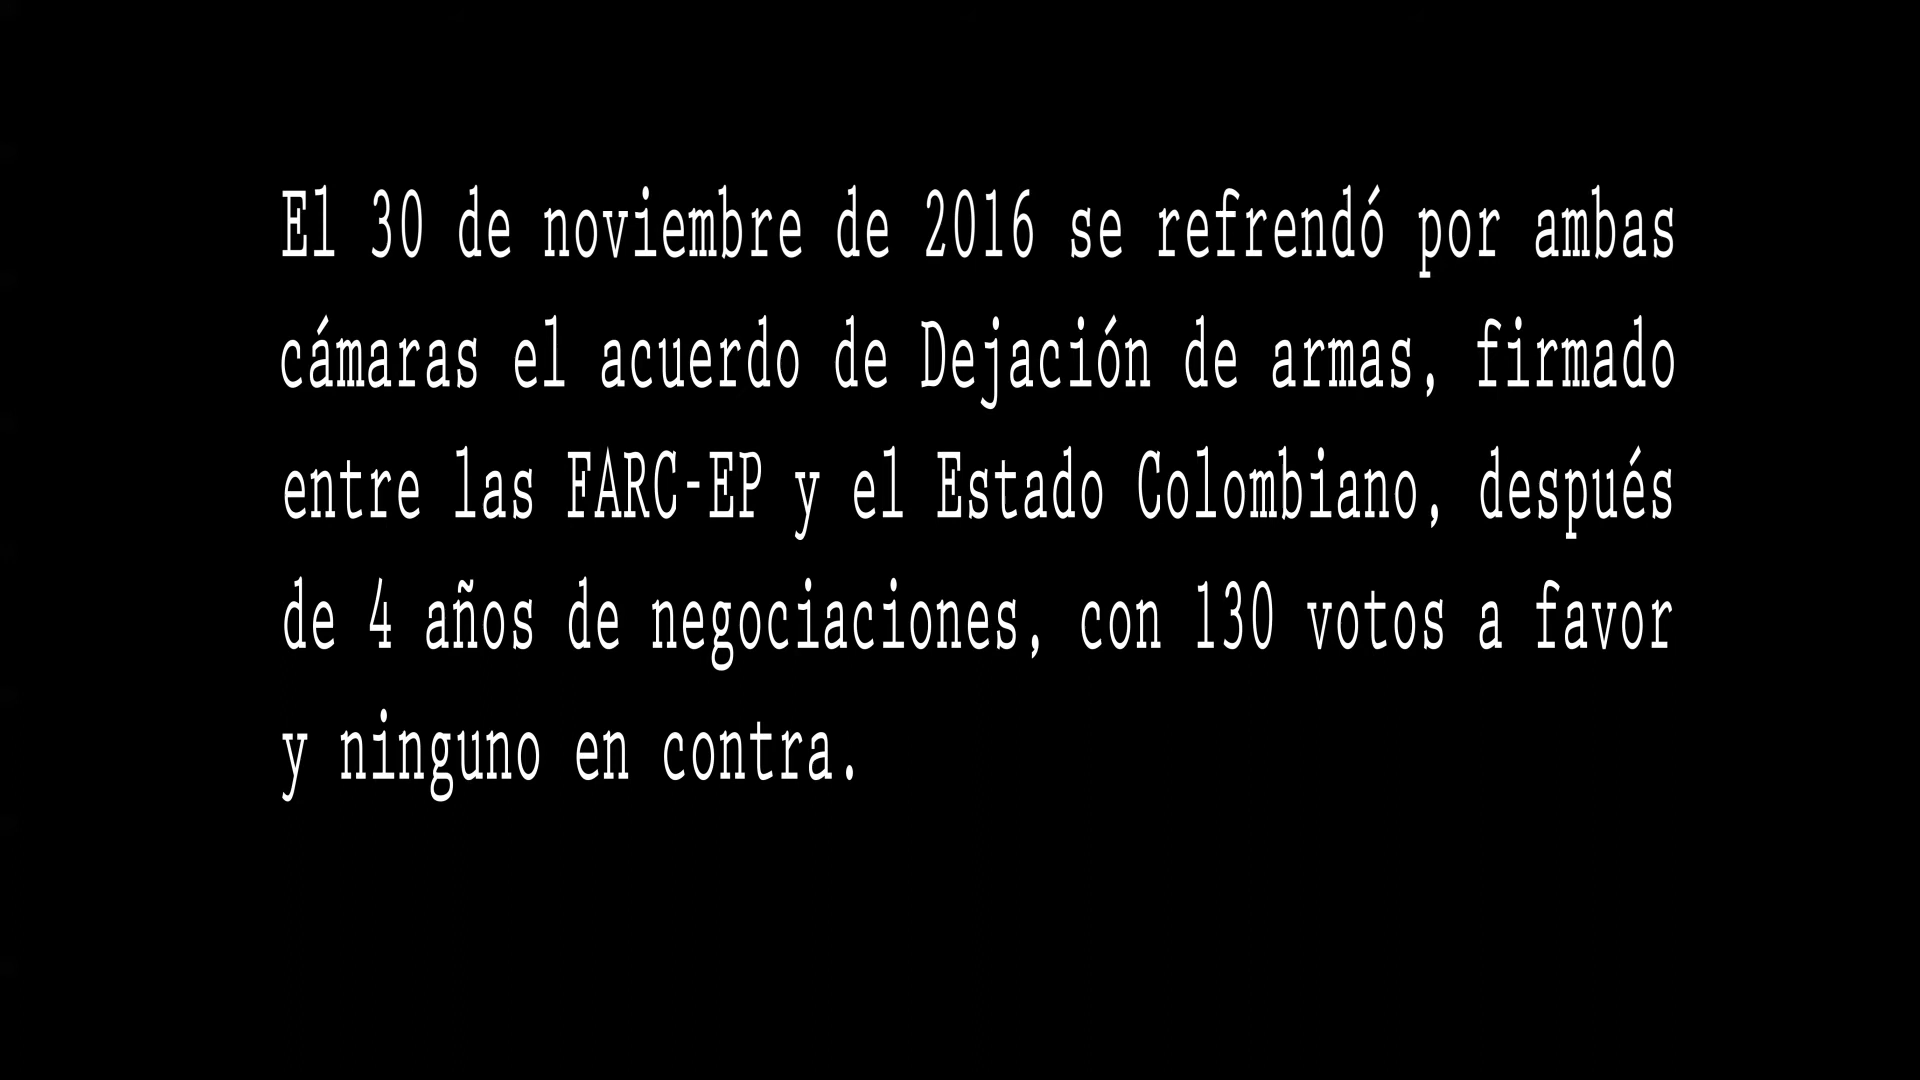 El 30 de noviembre de 2016 se refrendó por ambas
cámaras el acuerdo de Dejación de armas, firmado
entre las FARC-EP y el Estado Colombiano, después
de 4 años de negociaciones, con 130 votos a favor
y ninguno en contra.